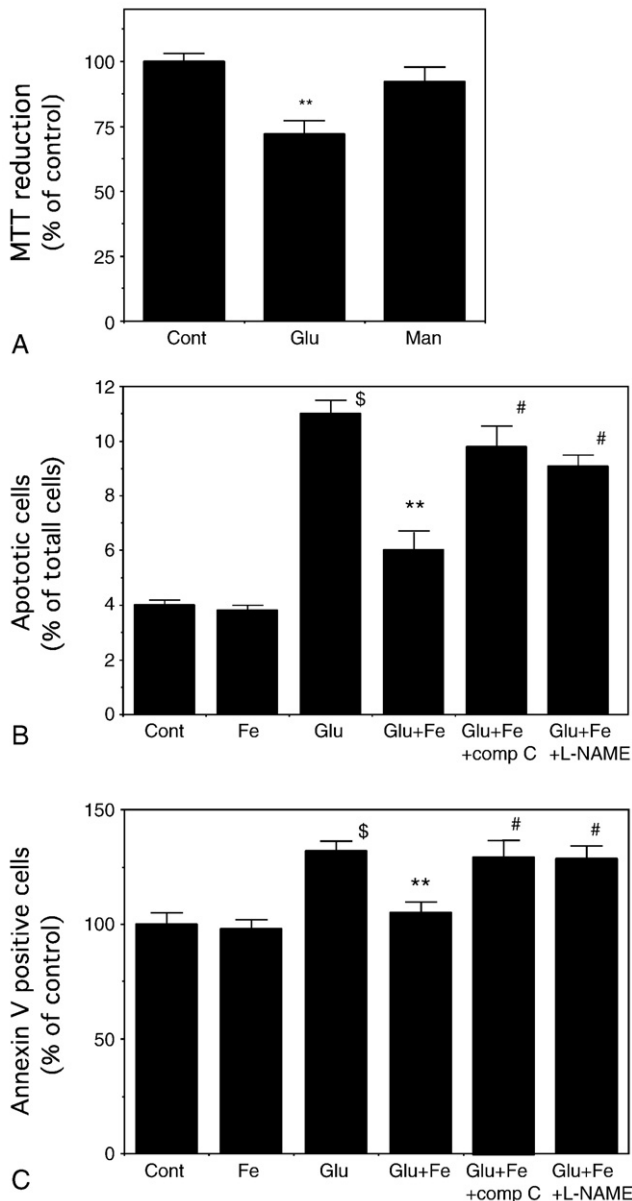 MTT reduction
(% of control)
100
75
50
25
0
**
Cont Glu Man
A
Apototic cells
(% of totall cells)
12
10
8
6
4
2
0
$
**
#
#
Cont Fe Glu Glu+Fe Glu+Fe Glu+Fe
+comp C +L-NAME
B
Annexin V positive cells
(% of control)
150
100
50
0
$
**
#
#
Cont Fe Glu Glu+Fe Glu+Fe Glu+Fe
+comp C +L-NAME
C